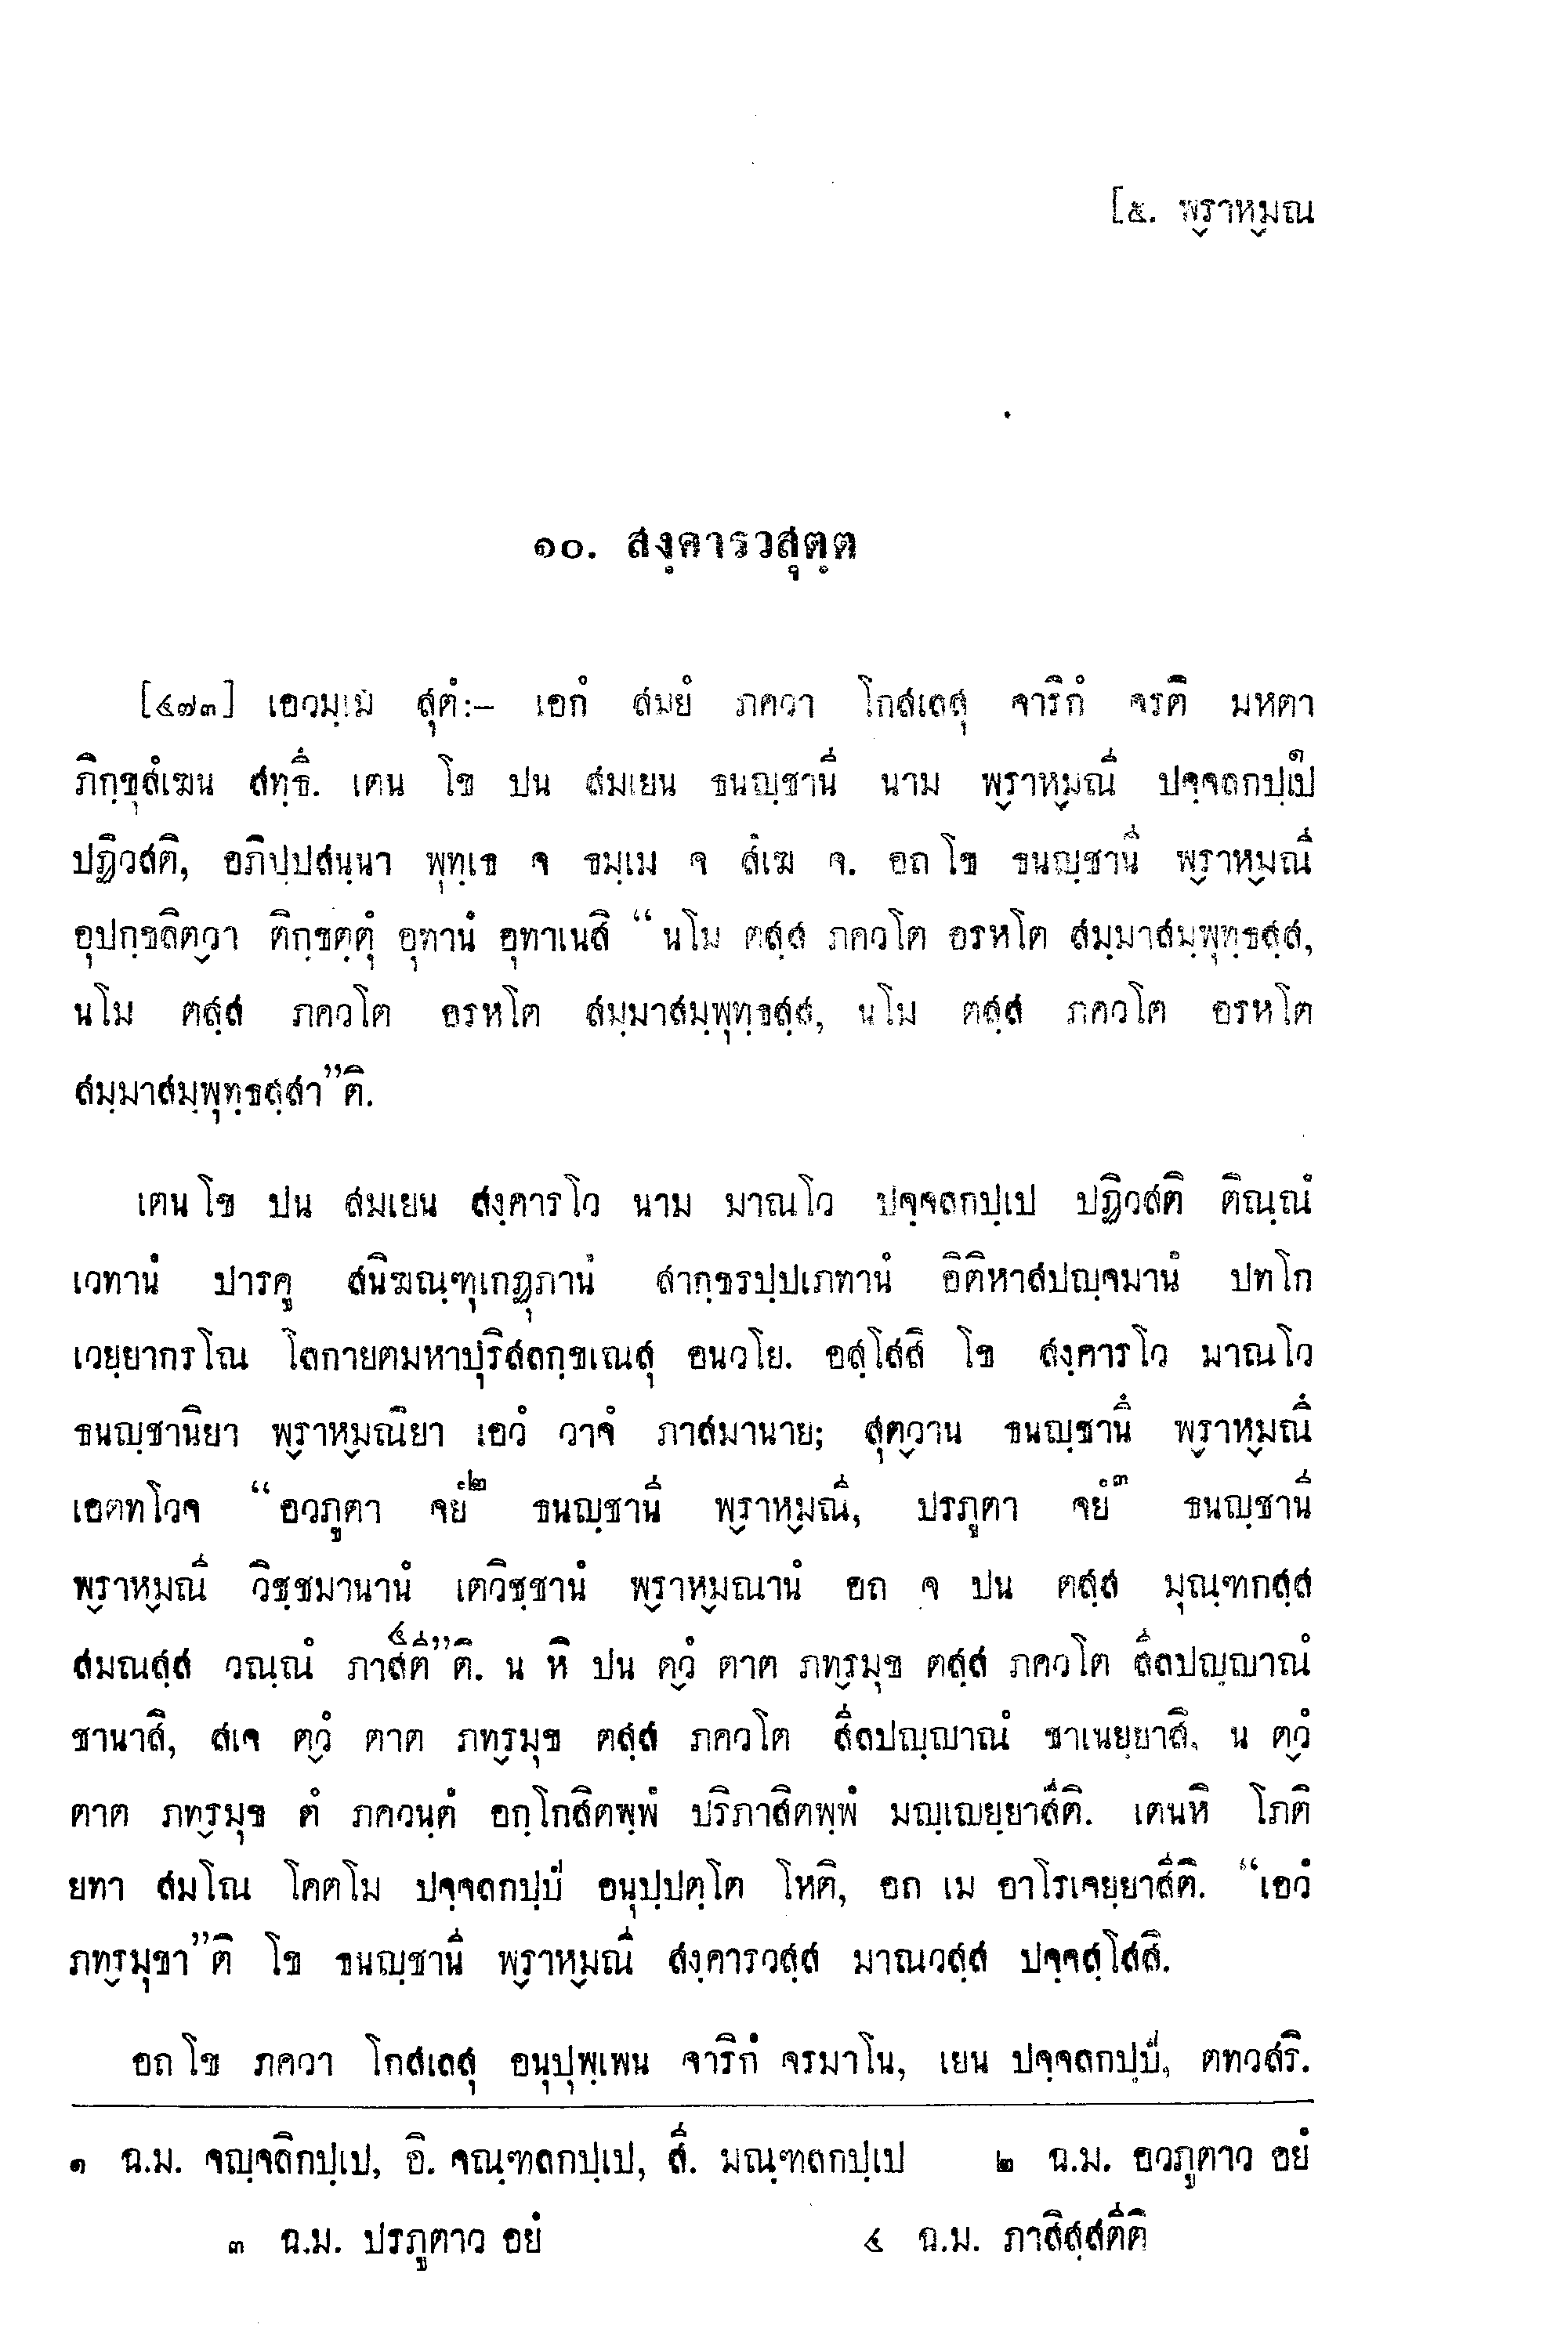 [๕. พฺราหฺมณ
๑๐. สงฺคารวสุตฺต
[๔๗๓] เอวมฺเม สุตํ:– เอกํ สมยํ ภควา โกสเลสุ จาริกํ จรติ มหตา
ภิกฺขุสํเฆน สทฺธึ. เตน โข ปน สมเยน ธนญฺชานี นาม พฺราหฺมณี ปจฺจลกปฺเป๑
ปฏิวสติ, อภิปฺปสนฺนา พุทฺเธ จ ธมฺเม จ สํเฆ จ. อถ โข ธนญฺชานี พฺราหฺมณี
อุปกฺขลิตฺวา ติกฺขตฺตุํ อุทานํ อุทาเนสิ “นโม ตสฺส ภควโต อรหโต สมฺมาสมฺพุทฺธสฺส,
นโม ตสฺส ภควโต อรหโต สมฺมาสมฺพุทฺธสฺส, นโม ตสฺส ภควโต อรหโต
สมฺมาสมฺพุทฺธสฺสา”ติ.
เตน โข ปน สมเยน สงฺคารโว นาม มาณโว ปจฺจลกปฺเป ปฏิวสติ ติณฺณํ
เวทานํ ปารคู สนิฆณฺฑุเกฏุภานํ สากฺขรปฺปเภทานํ อิติหาสปญฺจมานํ ปทโก
เวยฺยากรโณ โลกายตมหาปุริสลกฺขเณสุ อนวโย. อสฺโสสิ โข สงฺคารโว มาณโว
ธนญฺชานิยา พฺราหฺมณิยา เอวํ วาจํ ภาสมานาย; สุตฺวาน ธนญฺชานึ พฺราหฺมณึ
เอตทโวจ “อวภูตา จยํ๒ ธนญฺชานี พฺราหฺมณี, ปรภูตา จยํ๓ ธนญฺชานี
พฺราหฺมณี วิชฺชมานานํ เตวิชฺชานํ พฺราหฺมณานํ อถ จ ปน ตสฺส มุณฺฑกสฺส
สมณสฺส วณฺณํ ภาสตี๔”ติ. น หิ ปน ตฺวํ ตาต ภทฺรมุข ตสฺส ภควโต สีลปญฺญาณํ
ชานาสิ, สเจ ตฺวํ ตาต ภทฺรมุข ตสฺส ภควโต สีลปญฺญาณํ ชาเนยฺยาสิ, น ตฺวํ
ตาต ภทฺรมุข ตํ ภควนฺตํ อกฺโกสิตพฺพํ ปริภาสิตพฺพํ มญฺเญยฺยาสีติ. เตนหิ โภติ
ยทา สมโณ โคตโม ปจฺจลกปฺปํ อนุปฺปตฺโต โหติ, อถ เม อาโรเจยฺยาสีติ. “เอวํ
ภทฺรมุขา”ติ โข ธนญฺชานี พฺราหฺมณี สงฺคารวสฺส มาณวสฺส ปจฺจสฺโสสิ.
อถ โข ภควา โกสเลสุ อนุปุพฺเพน จาริกํ จรมาโน, เยน ปจฺจลกปฺปํ, ตทวสริ.
๑ ฉ.ม. จญฺจลิกปฺเป, อิ. จณฺฑลกปฺเป, สี. มณฺฑลกปฺเป ๒ ฉ.ม. อวภูตาว อยํ
๓ ฉ.ม. ปรภูตาว อยํ ๔ ฉ.ม. ภาสิสฺสตีติ